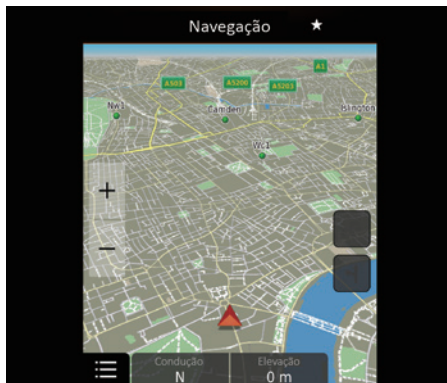 Navegação
A1
A503
A5200
A5203
Nw1
Camden
Islington
Wc1
+
−
Condução
Elevação
N
0 m